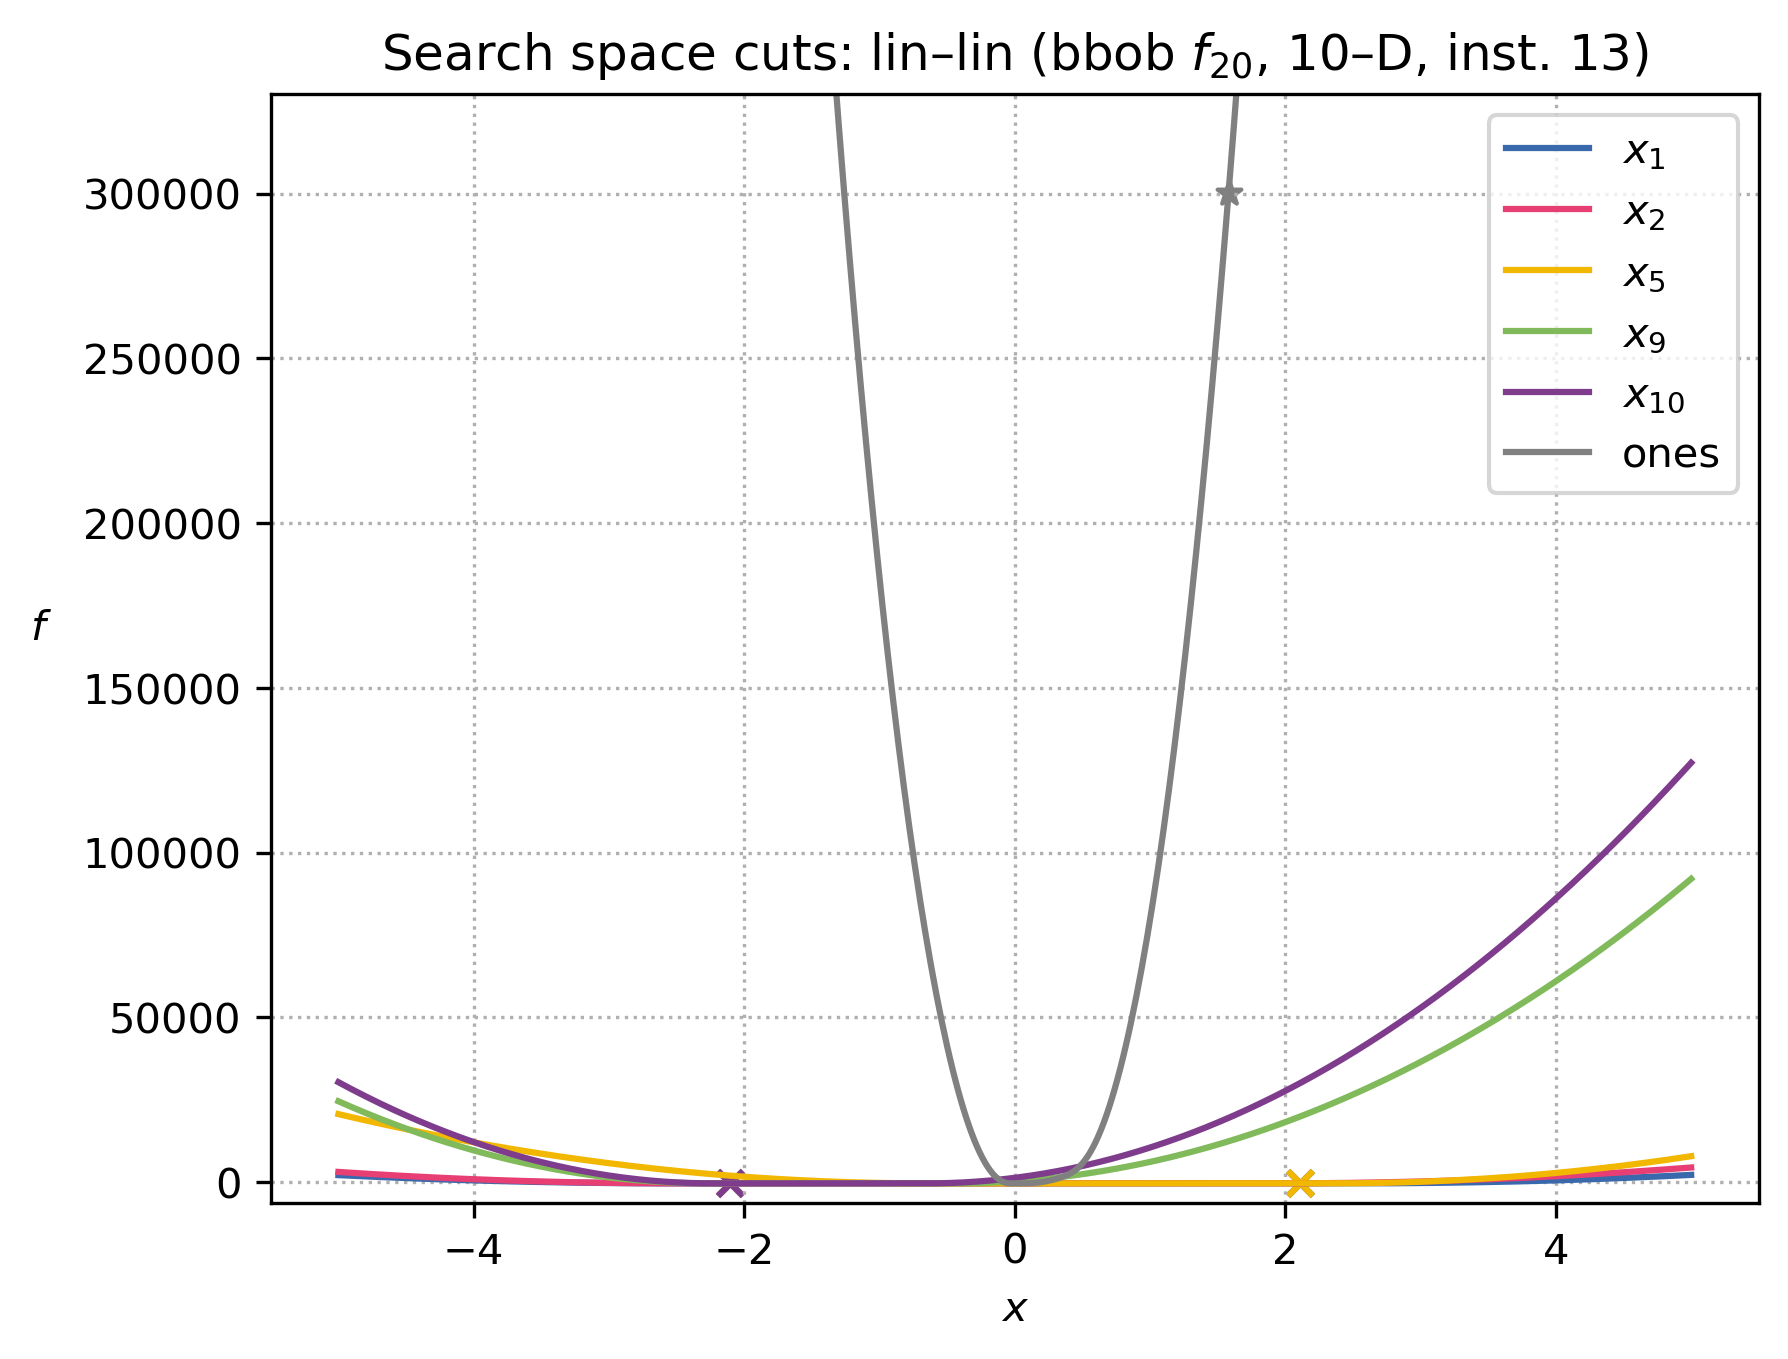 Search space cuts: lin–lin (bbob f₂₀, 10–D, inst. 13)
300000
250000
200000
150000
100000
50000
0
f
−4 −2 0 2 4
x
x₁
x₂
x₅
x₉
x₁₀
ones